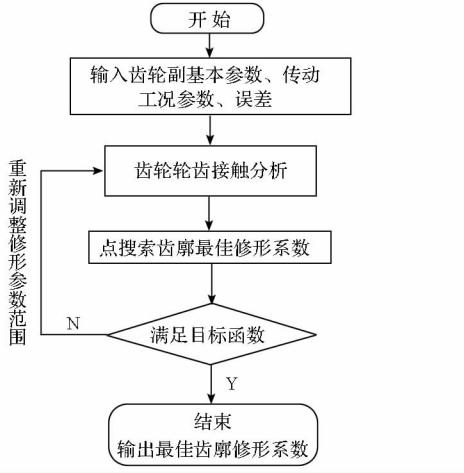 开始
输入齿轮副基本参数、传动
工况参数、误差
齿轮轮齿接触分析
点搜索齿廓最佳修形系数
重新调整修形参数范围
N
满足目标函数
Y
结束
输出最佳齿廓修形系数